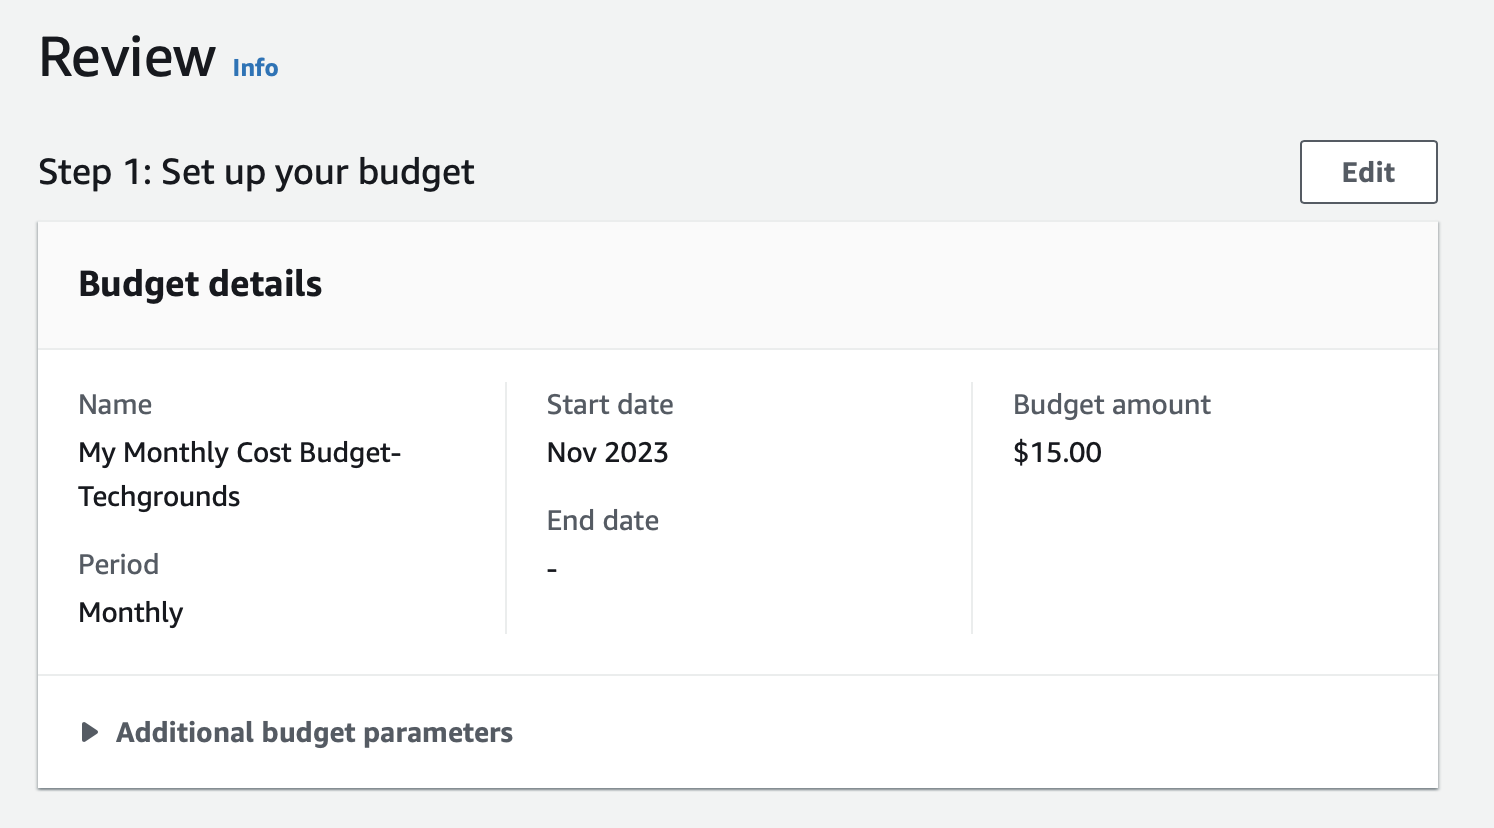 Review Info
Step 1: Set up your budget
Edit
Budget details
Name
My Monthly Cost Budget-
Techgrounds
Period
Monthly
Start date
Nov 2023
End date
-
Budget amount
$15.00
Additional budget parameters